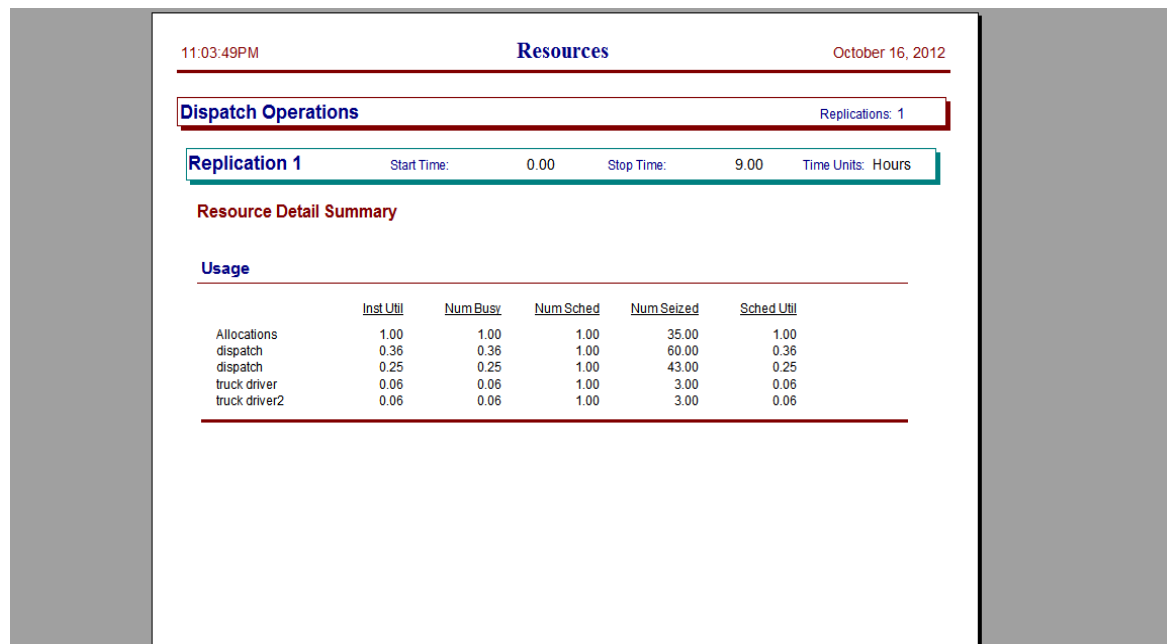 11:03:49PM Resources October 16, 2012
Dispatch Operations Replications: 1
Replication 1 Start Time: 0.00 Stop Time: 9.00 Time Units: Hours
Resource Detail Summary
Usage
Inst Util Num Busy Num Sched Num Seized Sched Util
Allocations 1.00 1.00 1.00 35.00 1.00
dispatch 0.36 0.36 1.00 60.00 0.36
dispatch 0.25 0.25 1.00 43.00 0.25
truck driver 0.06 0.06 1.00 3.00 0.06
truck driver2 0.06 0.06 1.00 3.00 0.06